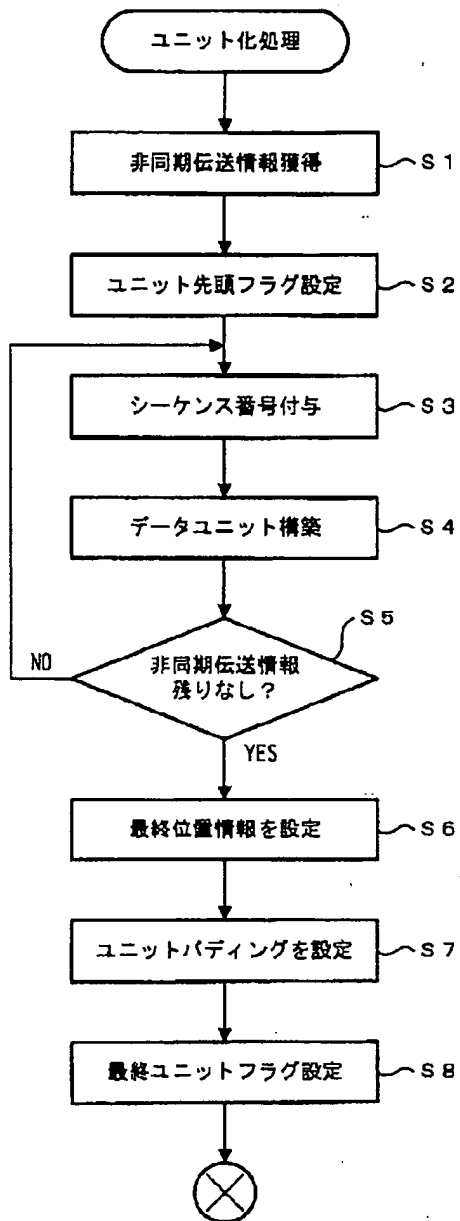 ユニット化処理
非同期伝送情報獲得
S1
ユニット先頭フラグ設定
S2
シーケンス番号付与
S3
データユニット構築
S4
S5
NO
非同期伝送情報
残りなし？
YES
最終位置情報を設定
S6
ユニットパディングを設定
S7
最終ユニットフラグ設定
S8